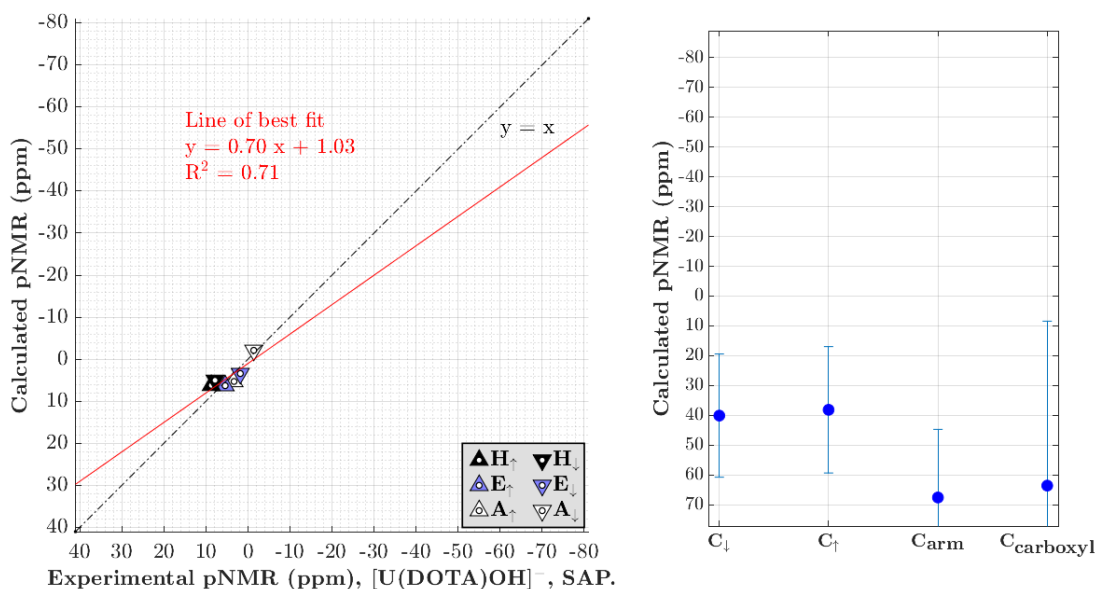 -80
-70
-60
-50
-40
-30
-20
-10
0
10
20
30
40
Calculated pNMR (ppm)
Line of best fit
y = 0.70 x + 1.03
R² = 0.71
y = x
H↑ H↓
E↑ E↓
A↑ A↓
40 30 20 10 0 -10 -20 -30 -40 -50 -60 -70 -80
Experimental pNMR (ppm), [U(DOTA)OH]⁻, SAP.
-80
-70
-60
-50
-40
-30
-20
-10
0
10
20
30
40
50
60
70
Calculated pNMR (ppm)
C↓ C↑ Carm Ccarboxyl